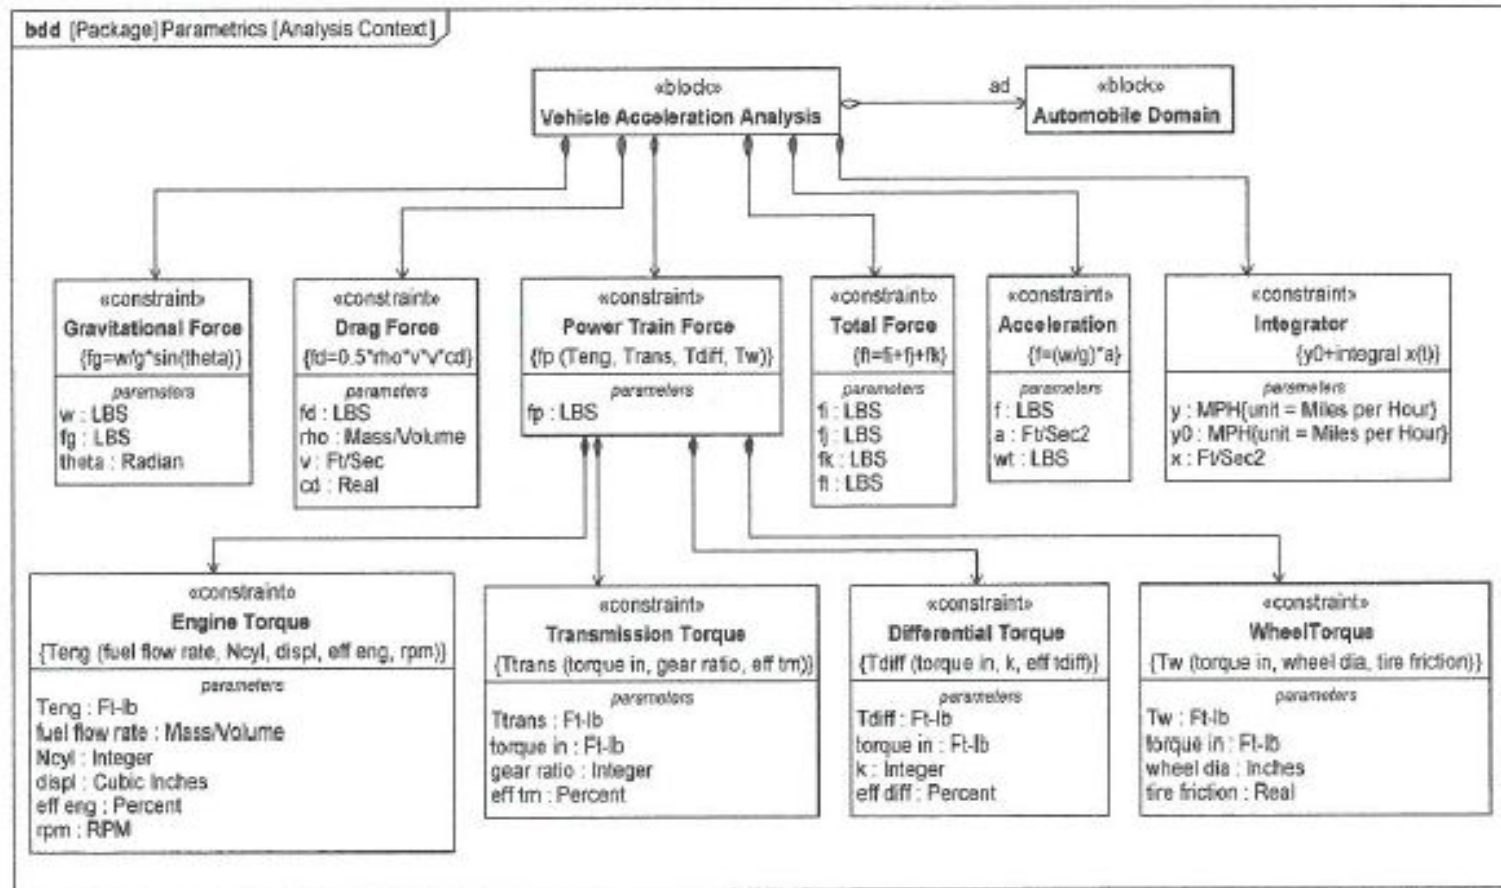 bdd [Package] Parametrics [Analysis Context]
«block»
Vehicle Acceleration Analysis
ad
«block»
Automobile Domain
«constraint»
Gravitational Force
{fg=w/g*sin(theta)}
parameters
w : LBS
fg : LBS
theta : Radian
«constraint»
Drag Force
{fd=0.5*rho*v*v*cd}
parameters
fd : LBS
rho : Mass/Volume
v : Ft/Sec
cd : Real
«constraint»
Power Train Force
{fp (Teng, Trans, Tdiff, Tw)}
parameters
fp : LBS
«constraint»
Total Force
{ft=fi+fj+fk}
parameters
fi : LBS
fj : LBS
fk : LBS
ft : LBS
«constraint»
Acceleration
{f=(w/g)*a}
parameters
f : LBS
a : Ft/Sec2
wt : LBS
«constraint»
Integrator
{y0+integral x(t)}
parameters
y : MPH{unit = Miles per Hour}
y0 : MPH{unit = Miles per Hour}
x : Ft/Sec2
«constraint»
Engine Torque
{Teng (fuel flow rate, Ncyl, displ, eff eng, rpm)}
parameters
Teng : Ft-lb
fuel flow rate : Mass/Volume
Ncyl : Integer
displ : Cubic Inches
eff eng : Percent
rpm : RPM
«constraint»
Transmission Torque
{Ttrans (torque in, gear ratio, eff trn)}
parameters
Ttrans : Ft-lb
torque in : Ft-lb
gear ratio : Integer
eff trn : Percent
«constraint»
Differential Torque
{Tdiff (torque in, k, eff tdiff)}
parameters
Tdiff : Ft-lb
torque in : Ft-lb
k : Integer
eff diff : Percent
«constraint»
WheelTorque
{Tw (torque in, wheel dia, tire friction)}
parameters
Tw : Ft-lb
torque in : Ft-lb
wheel dia : Inches
tire friction : Real